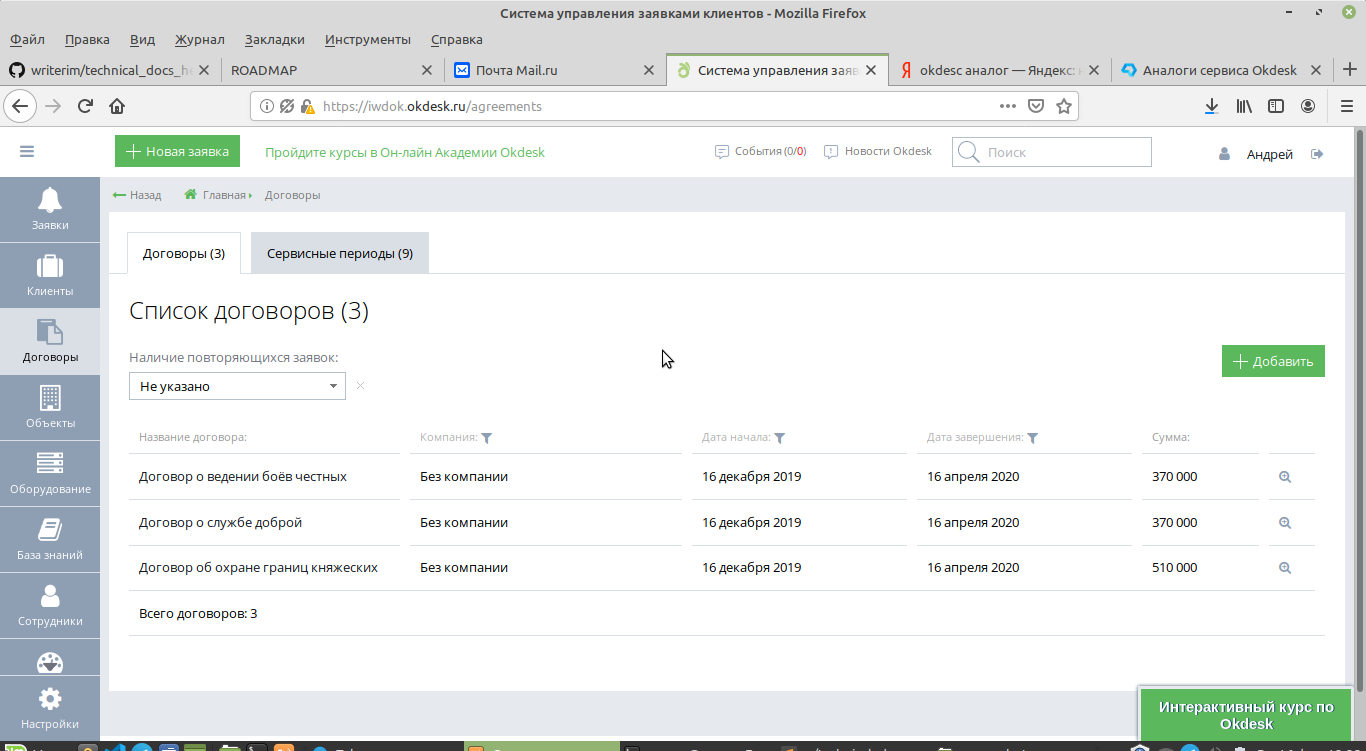 Система управления заявками клиентов - Mozilla Firefox
Файл Правка Вид Журнал Закладки Инструменты Справка
writerim/technical_docs_he ROADMAP Почта Mail.ru Система управления заяв okdesc аналог — Яндекс: Аналоги сервиса Okdesk
https://iwdok.okdesk.ru/agreements
Новая заявка Пройдите курсы в Он-лайн Академии Okdesk События (0/0) Новости Okdesk Поиск Андрей
Назад Главная Договоры
Заявки
Клиенты
Договоры
Объекты
Оборудование
База знаний
Сотрудники
Настройки
Договоры (3) Сервисные периоды (9)
Список договоров (3)
Наличие повторяющихся заявок:
Не указано
Добавить
Название договора: Компания: Дата начала: Дата завершения: Сумма:
Договор о ведении боёв честных Без компании 16 декабря 2019 16 апреля 2020 370 000
Договор о службе доброй Без компании 16 декабря 2019 16 апреля 2020 370 000
Договор об охране границ княжеских Без компании 16 декабря 2019 16 апреля 2020 510 000
Всего договоров: 3
Интерактивный курс по
Okdesk